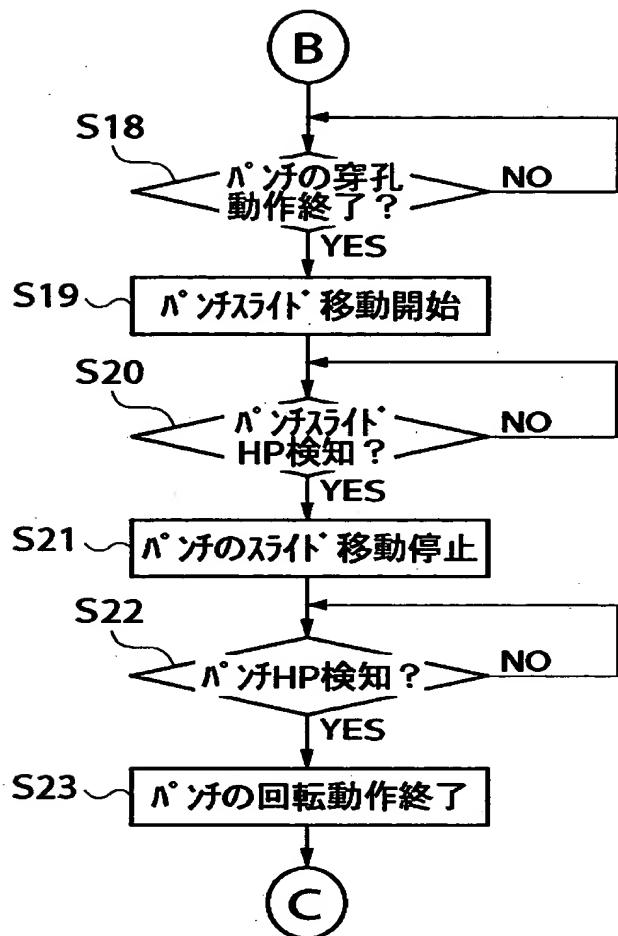 B
S18
パンチの穿孔
動作終了?
NO
YES
S19
パンチスライド移動開始
S20
パンチスライド
HP検知?
NO
YES
S21
パンチのスライド移動停止
S22
パンチHP検知?
NO
YES
S23
パンチの回転動作終了
C